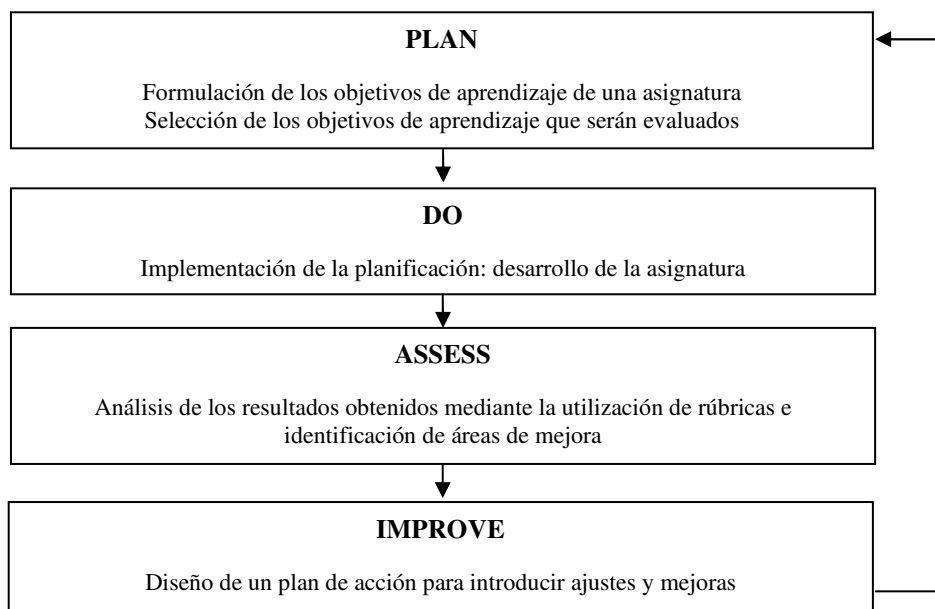 PLAN
Formulación de los objetivos de aprendizaje de una asignatura
Selección de los objetivos de aprendizaje que serán evaluados
DO
Implementación de la planificación: desarrollo de la asignatura
ASSESS
Análisis de los resultados obtenidos mediante la utilización de rúbricas e
identificación de áreas de mejora
IMPROVE
Diseño de un plan de acción para introducir ajustes y mejoras